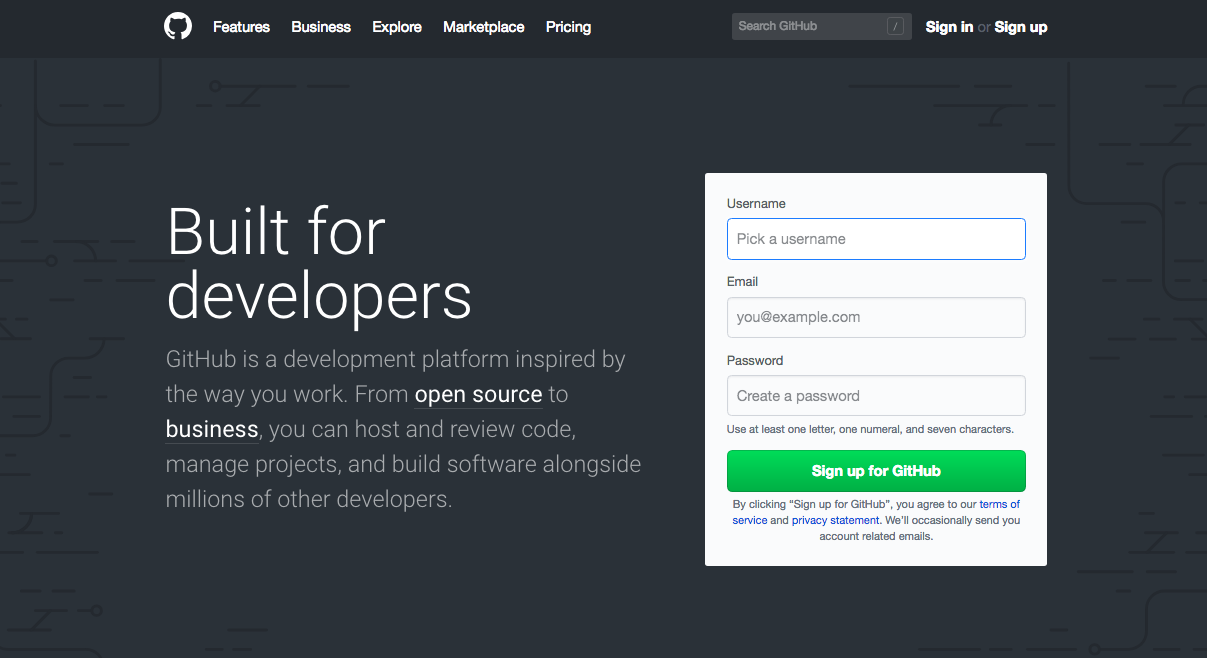 Features Business Explore Marketplace Pricing Search GitHub / Sign in or Sign up
Built for
developers
GitHub is a development platform inspired by
the way you work. From open source to
business, you can host and review code,
manage projects, and build software alongside
millions of other developers.
Username
Pick a username
Email
you@example.com
Password
Create a password
Use at least one letter, one numeral, and seven characters.
Sign up for GitHub
By clicking “Sign up for GitHub”, you agree to our terms of
service and privacy statement. We’ll occasionally send you
account related emails.